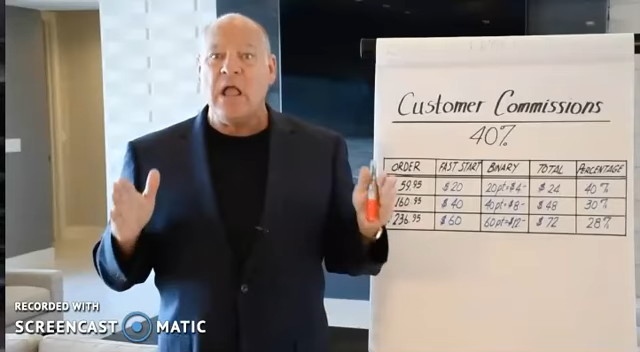 Customer Commissions
40%
ORDER FAST START BINARY TOTAL PERCENTAGE
59.95 $20 20pt=$4- $24 40%
160.95 $40 40pt=$8- $48 30%
236.95 $60 60pt=$12- $72 28%
RECORDED WITH
SCREENCAST MATIC